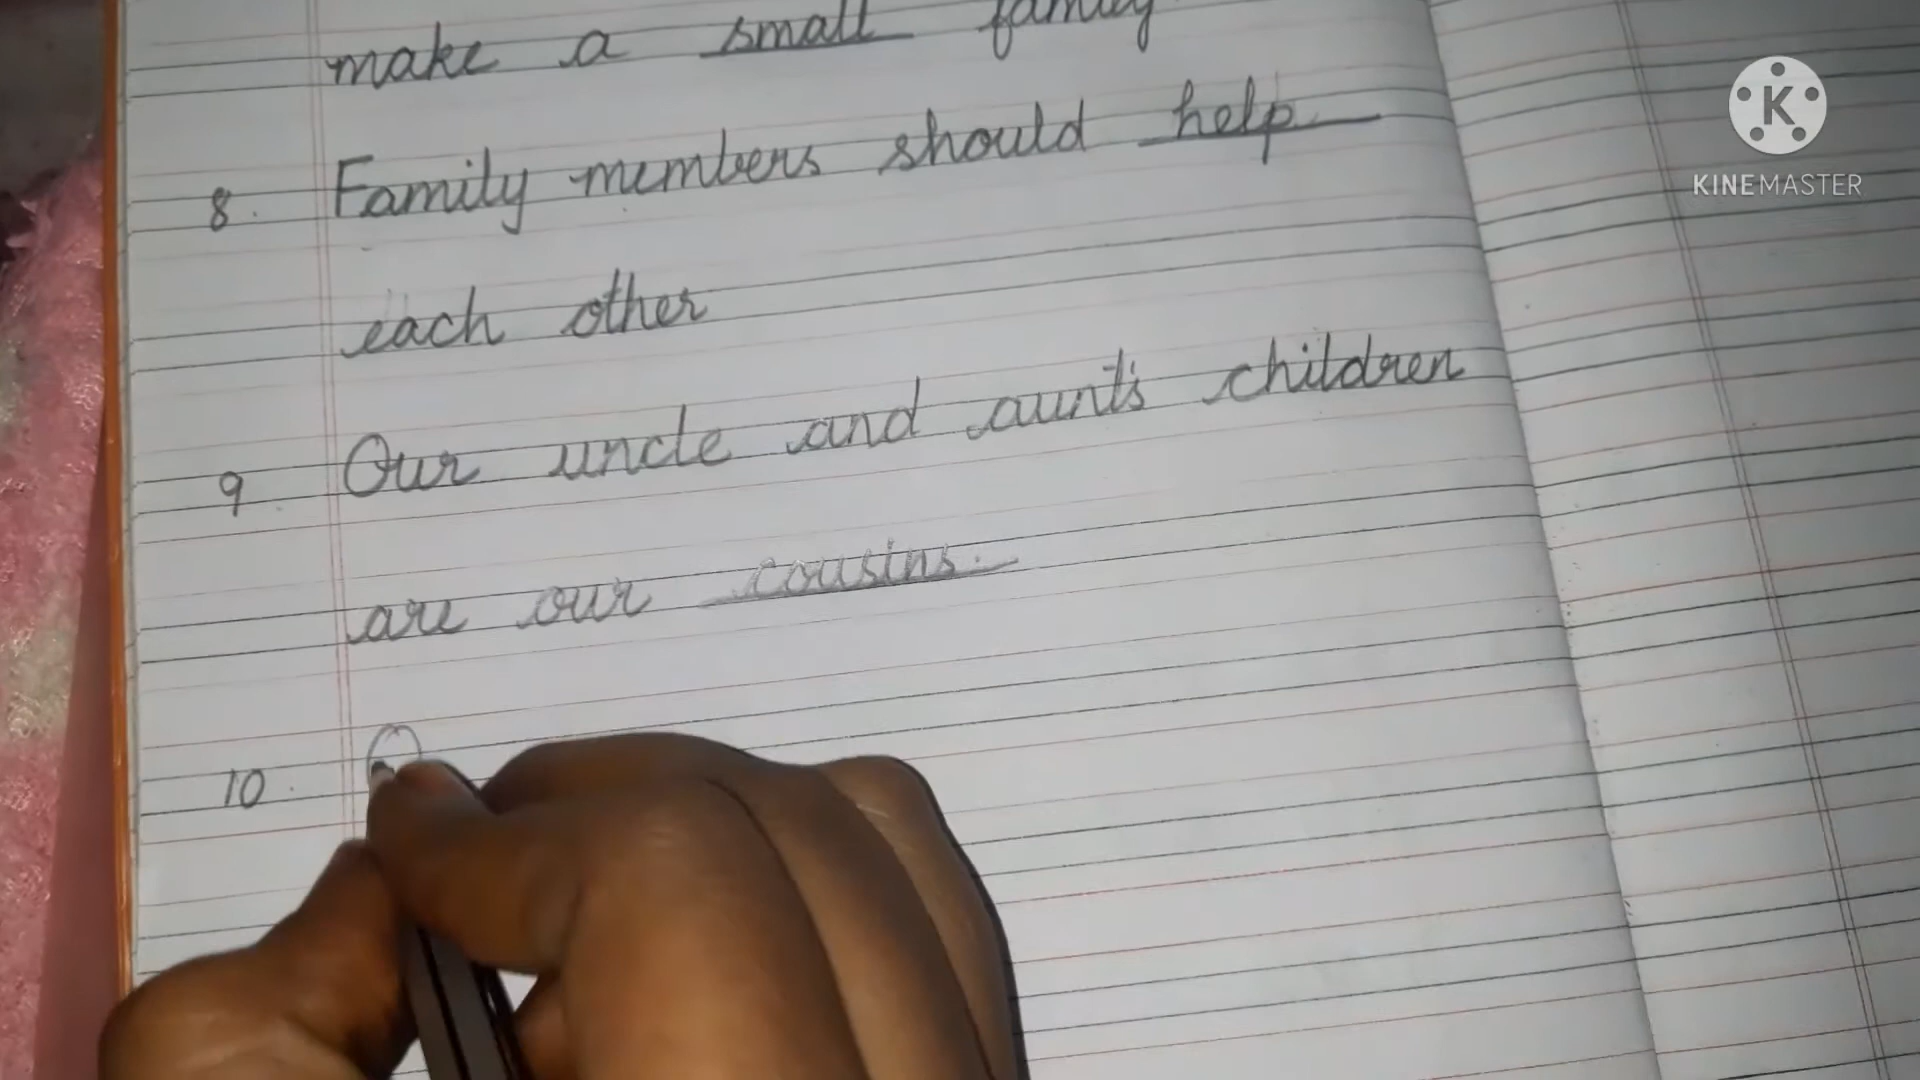 make a small family
8. Family members should help
each other
9 Our uncle and aunt's children
are our cousins.
10.
K
KINEMASTER